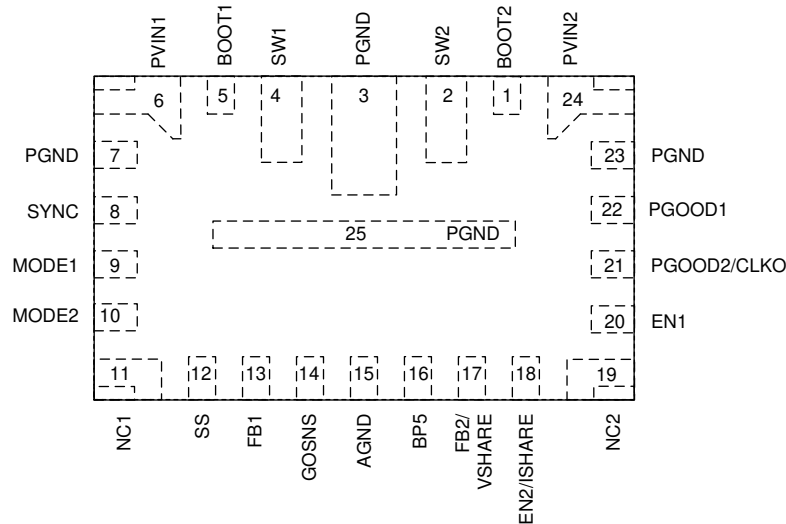 PVIN1
BOOT1
SW1
PGND
SW2
BOOT2
PVIN2
6
5
4
3
2
1
24
PGND
7
23
PGND
SYNC
8
22
PGOOD1
25
PGND
MODE1
9
21
PGOOD2/CLKO
MODE2
10
20
EN1
11
12
13
14
15
16
17
18
19
NC1
SS
FB1
GOSNS
AGND
BP5
FB2/
VSHARE
EN2/ISHARE
NC2